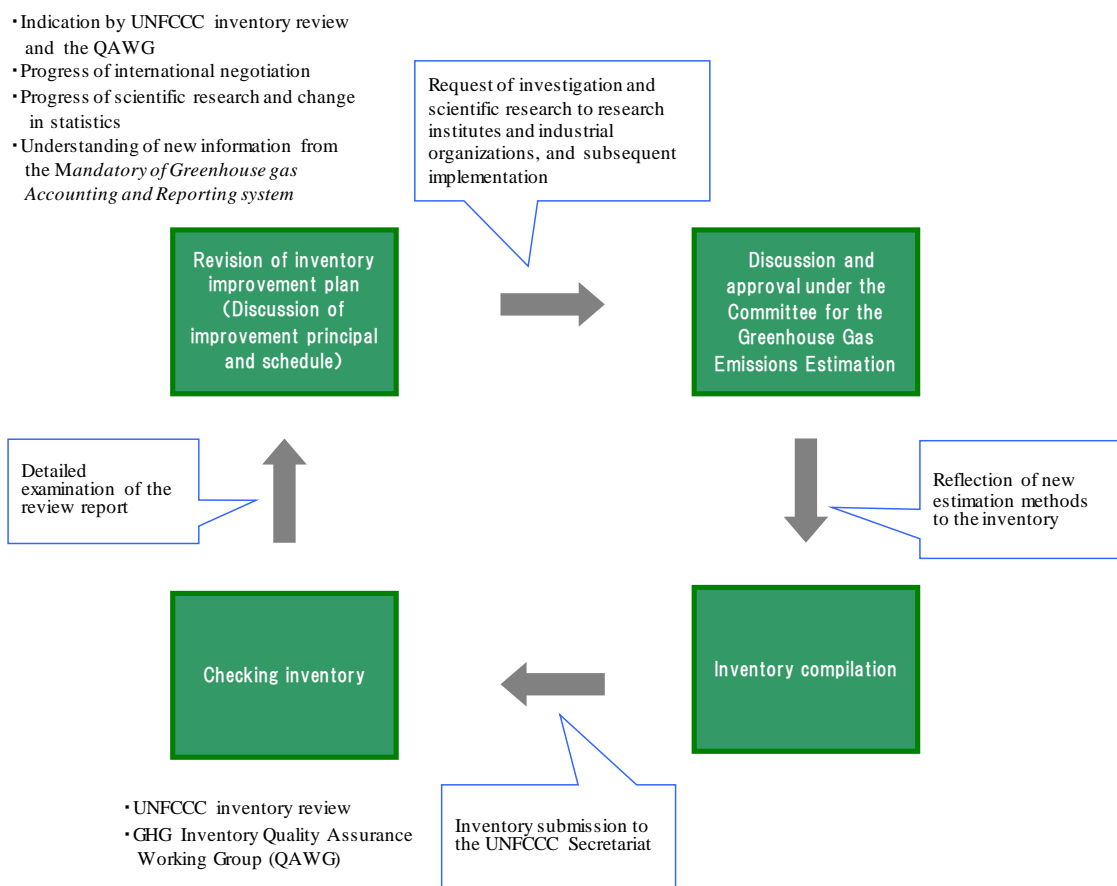 ・Indication by UNFCCC inventory review
and the QAWG
・Progress of international negotiation
・Progress of scientific research and change
in statistics
・Understanding of new information from
the Mandatory of Greenhouse gas
Accounting and Reporting system
Request of investigation and
scientific research to research
institutes and industrial
organizations, and subsequent
implementation
Revision of inventory
improvement plan
(Discussion of
improvement principal
and schedule)
Discussion and
approval under the
Committee for the
Greenhouse Gas
Emissions Estimation
Detailed
examination of the
review report
Reflection of new
estimation methods
to the inventory
Checking inventory
Inventory compilation
・UNFCCC inventory review
・GHG Inventory Quality Assurance
Working Group (QAWG)
Inventory submission to
the UNFCCC Secretariat